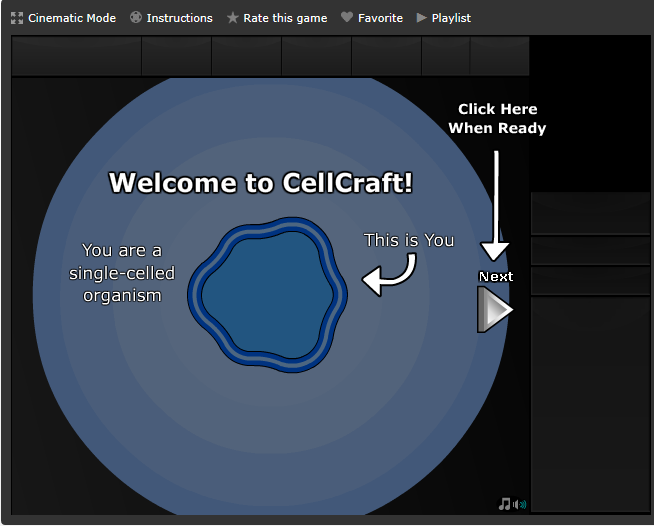 Cinematic Mode Instructions Rate this game Favorite Playlist
Click Here
When Ready
Welcome to CellCraft!
This is You
You are a
single-celled
organism
Next